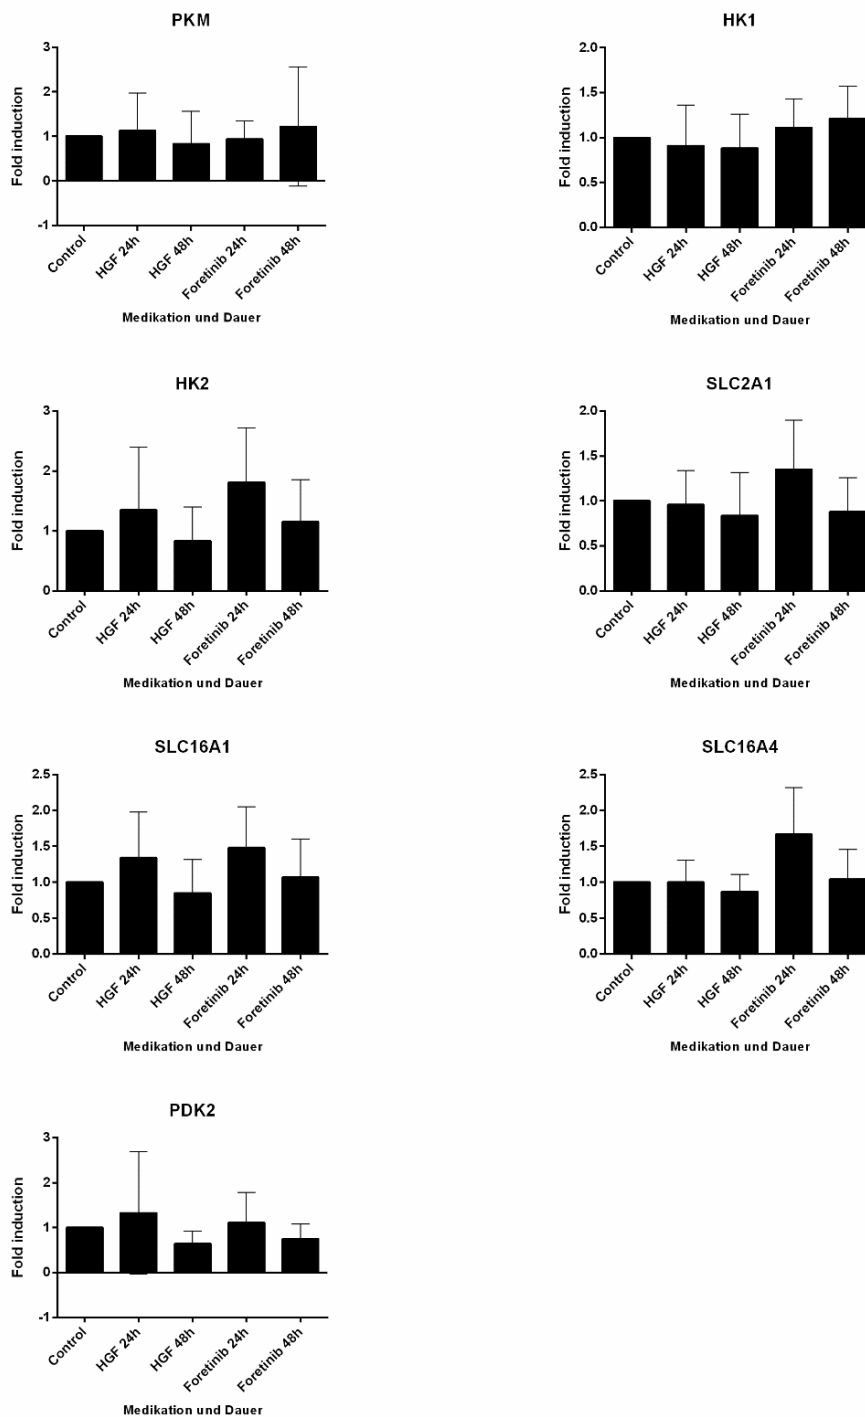 PKM
Fold induction
3
2
1
0
-1
Control
HGF 24h
HGF 48h
Foretinib 24h
Foretinib 48h
Medikation und Dauer
HK1
Fold induction
2.0
1.5
1.0
0.5
0.0
Control
HGF 24h
HGF 48h
Foretinib 24h
Foretinib 48h
Medikation und Dauer
HK2
Fold induction
3
2
1
0
Control
HGF 24h
HGF 48h
Foretinib 24h
Foretinib 48h
Medikation und Dauer
SLC2A1
Fold induction
2.0
1.5
1.0
0.5
0.0
Control
HGF 24h
HGF 48h
Foretinib 24h
Foretinib 48h
Medikation und Dauer
SLC16A1
Fold induction
2.5
2.0
1.5
1.0
0.5
0.0
Control
HGF 24h
HGF 48h
Foretinib 24h
Foretinib 48h
Medikation und Dauer
SLC16A4
Fold induction
2.5
2.0
1.5
1.0
0.5
0.0
Control
HGF 24h
HGF 48h
Foretinib 24h
Foretinib 48h
Medikation und Dauer
PDK2
Fold induction
3
2
1
0
-1
Control
HGF 24h
HGF 48h
Foretinib 24h
Foretinib 48h
Medikation und Dauer